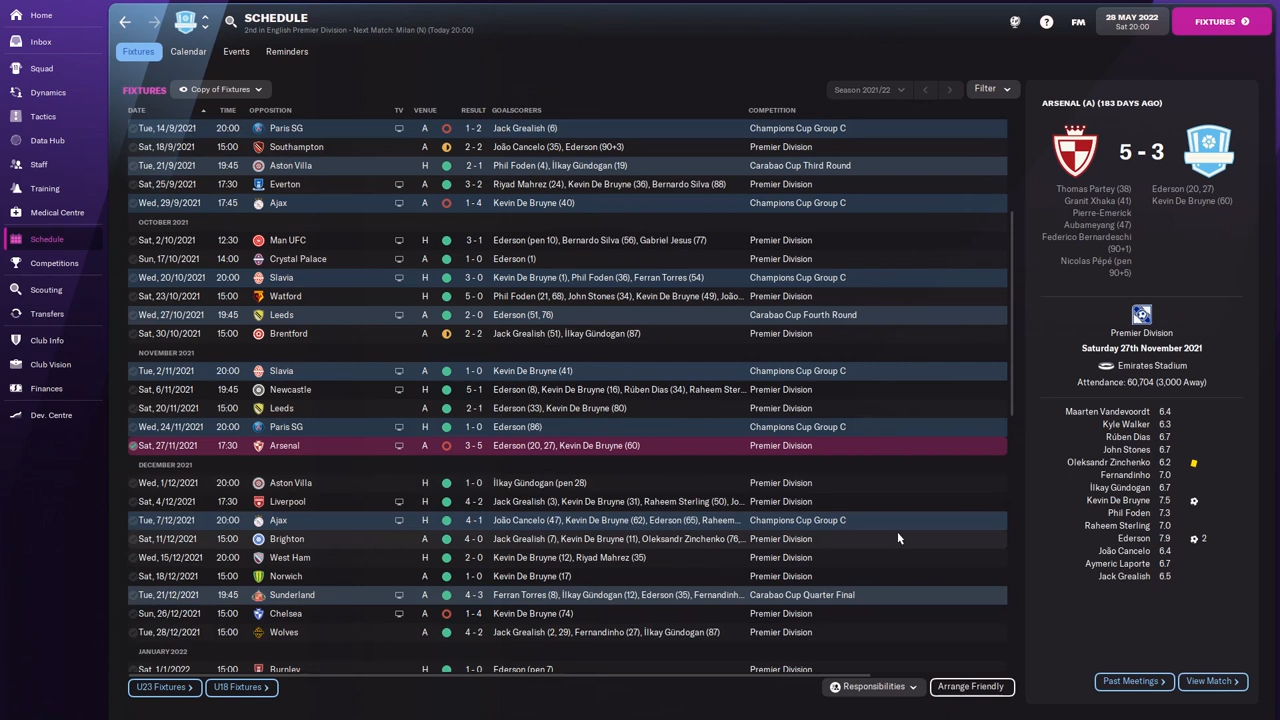 Home
SCHEDULE
2nd in English Premier Division - Next Match: Milan (N) (Today 20:00)
FM
28 MAY 2022
Sat 20:00
FIXTURES
Inbox
Squad
Dynamics
Tactics
Data Hub
Staff
Training
Medical Centre
Schedule
Competitions
Scouting
Transfers
Club Info
Club Vision
Finances
Dev. Centre
Fixtures Calendar Events Reminders
FIXTURES Copy of Fixtures Season 2021/22 Filter
DATE TIME OPPOSITION TV VENUE RESULT GOALSCORERS COMPETITION
Tue, 14/9/2021 20:00 Paris SG A 1 - 2 Jack Grealish (6) Champions Cup Group C
Sat, 18/9/2021 15:00 Southampton A 2 - 2 João Cancelo (35), Ederson (90+3) Premier Division
Tue, 21/9/2021 19:45 Aston Villa H 2 - 1 Phil Foden (4), İlkay Gündogan (19) Carabao Cup Third Round
Sat, 25/9/2021 17:30 Everton A 3 - 2 Riyad Mahrez (24), Kevin De Bruyne (36), Bernardo Silva (88) Premier Division
Wed, 29/9/2021 17:45 Ajax A 1 - 4 Kevin De Bruyne (40) Champions Cup Group C
OCTOBER 2021
Sat, 2/10/2021 12:30 Man UFC H 3 - 1 Ederson (pen 10), Bernardo Silva (56), Gabriel Jesus (77) Premier Division
Sun, 17/10/2021 14:00 Crystal Palace A 1 - 0 Ederson (1) Premier Division
Wed, 20/10/2021 20:00 Slavia H 3 - 0 Kevin De Bruyne (1), Phil Foden (36), Ferran Torres (54) Champions Cup Group C
Sat, 23/10/2021 15:00 Watford H 5 - 0 Phil Foden (21, 68), John Stones (34), Kevin De Bruyne (49), João... Premier Division
Wed, 27/10/2021 19:45 Leeds H 2 - 0 Ederson (51, 76) Carabao Cup Fourth Round
Sat, 30/10/2021 15:00 Brentford H 2 - 2 Jack Grealish (51), İlkay Gündogan (87) Premier Division
NOVEMBER 2021
Tue, 2/11/2021 20:00 Slavia A 1 - 0 Kevin De Bruyne (41) Champions Cup Group C
Sat, 6/11/2021 19:45 Newcastle H 5 - 1 Ederson (8), Kevin De Bruyne (16), Rúben Dias (34), Raheem Ster... Premier Division
Sat, 20/11/2021 15:00 Leeds A 2 - 1 Ederson (33), Kevin De Bruyne (80) Premier Division
Wed, 24/11/2021 20:00 Paris SG H 1 - 0 Ederson (86) Champions Cup Group C
Sat, 27/11/2021 17:30 Arsenal A 3 - 5 Ederson (20, 27), Kevin De Bruyne (60) Premier Division
DECEMBER 2021
Wed, 1/12/2021 20:00 Aston Villa H 1 - 0 İlkay Gündogan (pen 28) Premier Division
Sat, 4/12/2021 17:30 Liverpool H 4 - 2 Jack Grealish (3), Kevin De Bruyne (31), Raheem Sterling (50), Jo... Premier Division
Tue, 7/12/2021 20:00 Ajax H 4 - 1 João Cancelo (47), Kevin De Bruyne (62), Ederson (65), Raheem... Champions Cup Group C
Sat, 11/12/2021 15:00 Brighton A 4 - 0 Jack Grealish (7), Kevin De Bruyne (11), Oleksandr Zinchenko (76,... Premier Division
Wed, 15/12/2021 20:00 West Ham H 2 - 0 Kevin De Bruyne (12), Riyad Mahrez (35) Premier Division
Sat, 18/12/2021 15:00 Norwich A 1 - 0 Kevin De Bruyne (17) Premier Division
Tue, 21/12/2021 19:45 Sunderland A 4 - 3 Ferran Torres (8), İlkay Gündogan (12), Ederson (35), Fernandinh... Carabao Cup Quarter Final
Sun, 26/12/2021 15:00 Chelsea A 1 - 4 Kevin De Bruyne (74) Premier Division
Tue, 28/12/2021 15:00 Wolves A 4 - 2 Jack Grealish (2, 29), Fernandinho (27), İlkay Gündogan (87) Premier Division
JANUARY 2022
Sat, 1/1/2022 15:00 Burnley H 1 - 0 Ederson (pen 7) Premier Division
U23 Fixtures U18 Fixtures Responsibilities Arrange Friendly
ARSENAL (A) (183 DAYS AGO)
5 - 3
Thomas Partey (38)
Granit Xhaka (41)
Pierre-Emerick
Aubameyang (47)
Federico Bernardeschi
(90+1)
Nicolas Pépé (pen
90+5)
Ederson (20, 27)
Kevin De Bruyne (60)
Premier Division
Saturday 27th November 2021
Emirates Stadium
Attendance: 60,704 (3,000 Away)
Maarten Vandevoordt 6.4
Kyle Walker 6.3
Rúben Dias 6.7
John Stones 6.7
Oleksandr Zinchenko 6.2
Fernandinho 7.0
İlkay Gündogan 6.7
Kevin De Bruyne 7.5
Phil Foden 7.3
Raheem Sterling 7.0
Ederson 7.9 2
João Cancelo 6.4
Aymeric Laporte 6.7
Jack Grealish 6.5
Past Meetings View Match